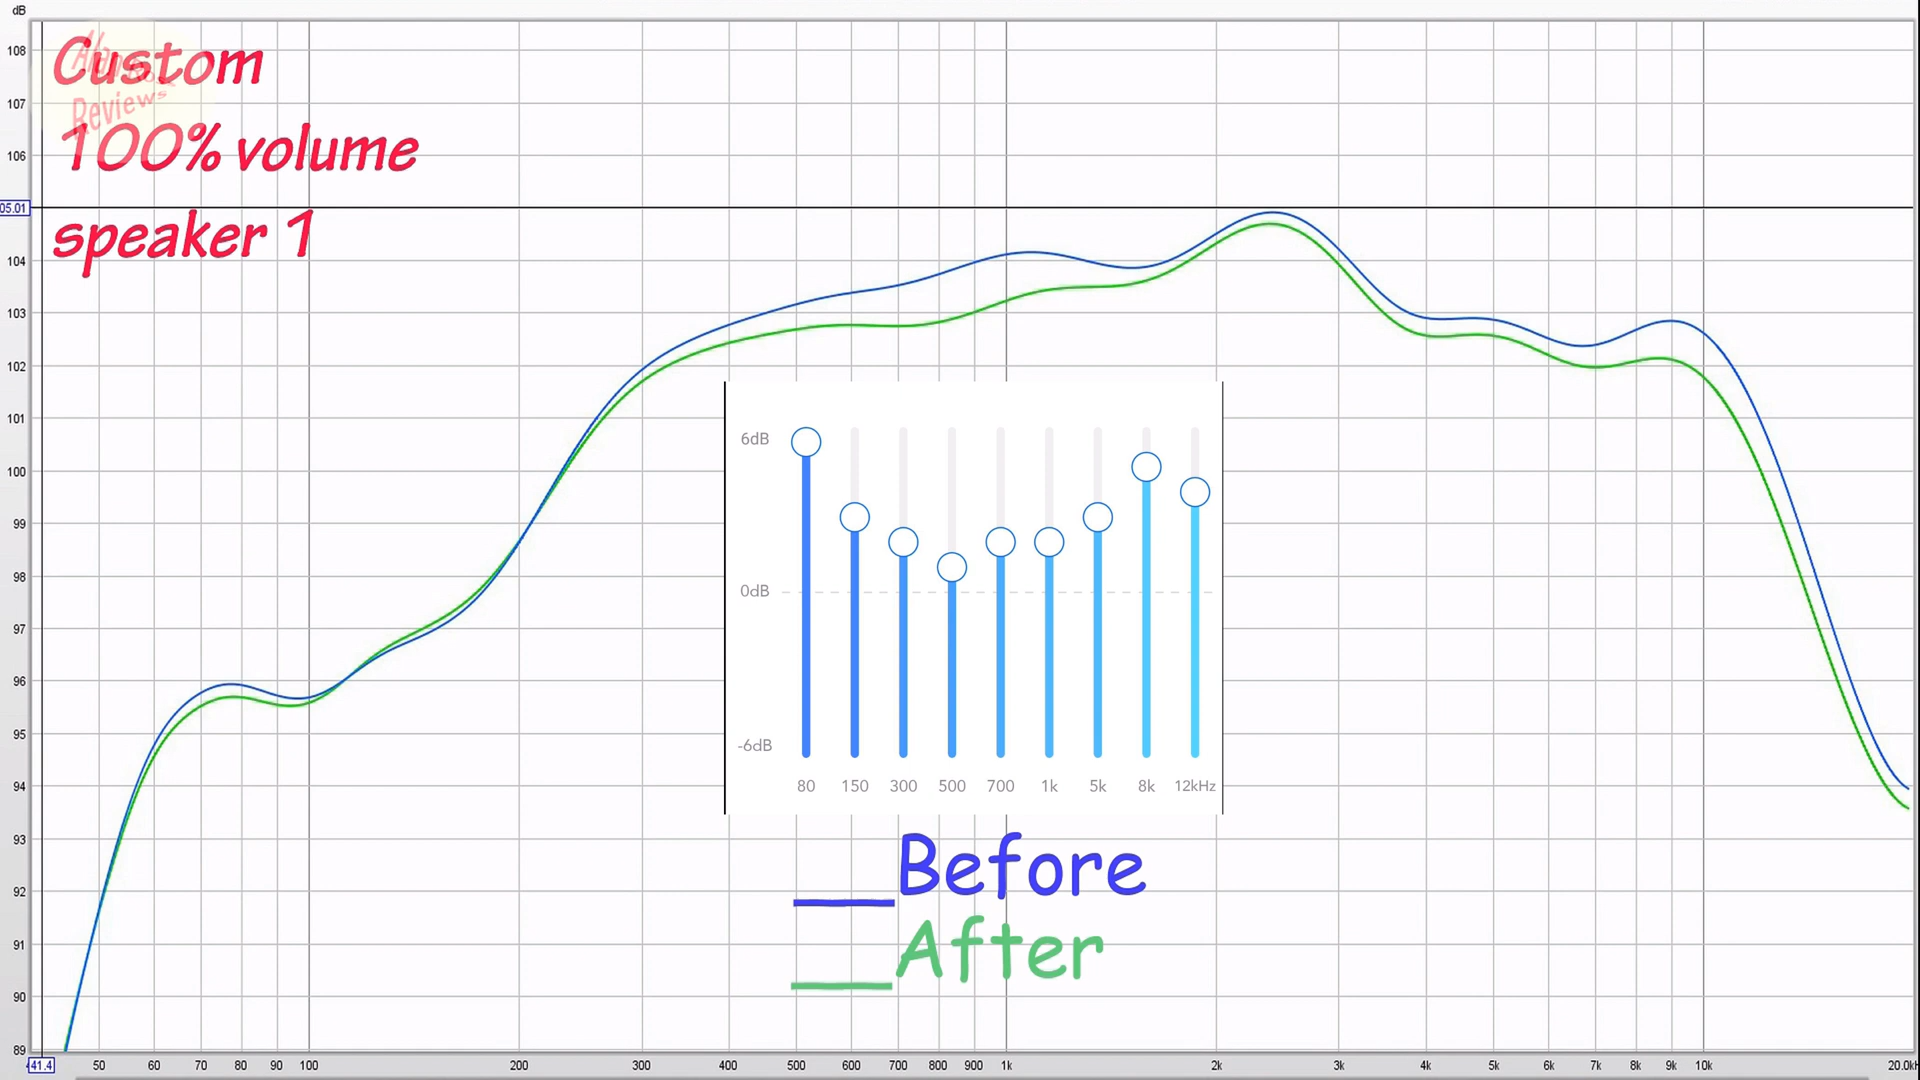 dB
108
107
106
05.01
104
103
102
101
100
99
98
97
96
95
94
93
92
91
90
89
Custom
100% volume
speaker 1
Reviews
6dB
0dB
-6dB
80 150 300 500 700 1k 5k 8k 12kHz
Before
After
41.4 50 60 70 80 90 100 200 300 400 500 600 700 800 900 1k 2k 3k 4k 5k 6k 7k 8k 9k 10k 20.0k